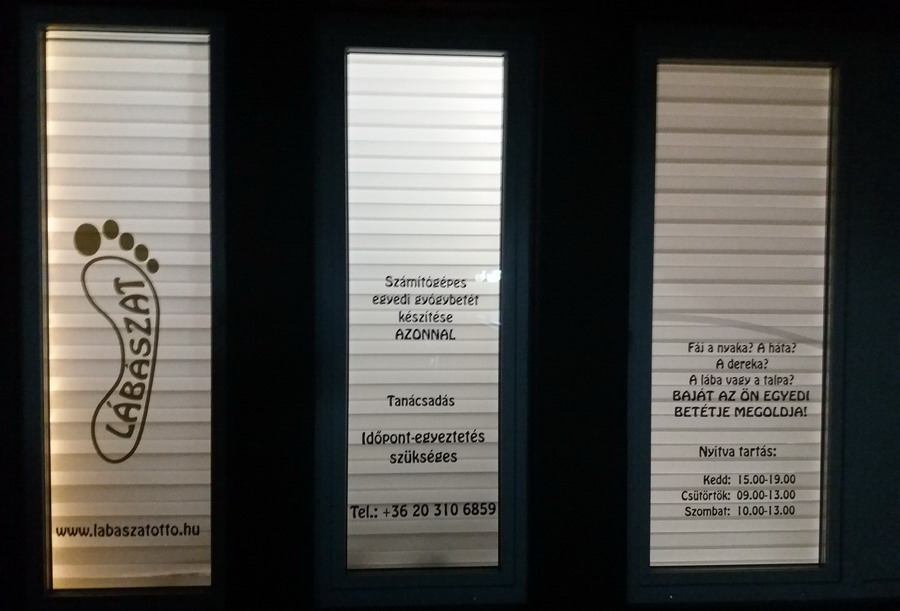 LÁBÁSZAT
www.labaszatotto.hu
Számítógépes
egyedi gyógybetét
készítése
AZONNAL
Tanácsadás
Időpont-egyeztetés
szükséges
Tel.: +36 20 310 6859
Fáj a nyaka? A háta?
A dereka?
A lába vagy a talpa?
BAJÁT AZ ÖN EGYEDI
BETÉTJE MEGOLDJA!
Nyitva tartás:
Kedd: 15.00-19.00
Csütörtök: 09.00-13.00
Szombat: 10.00-13.00